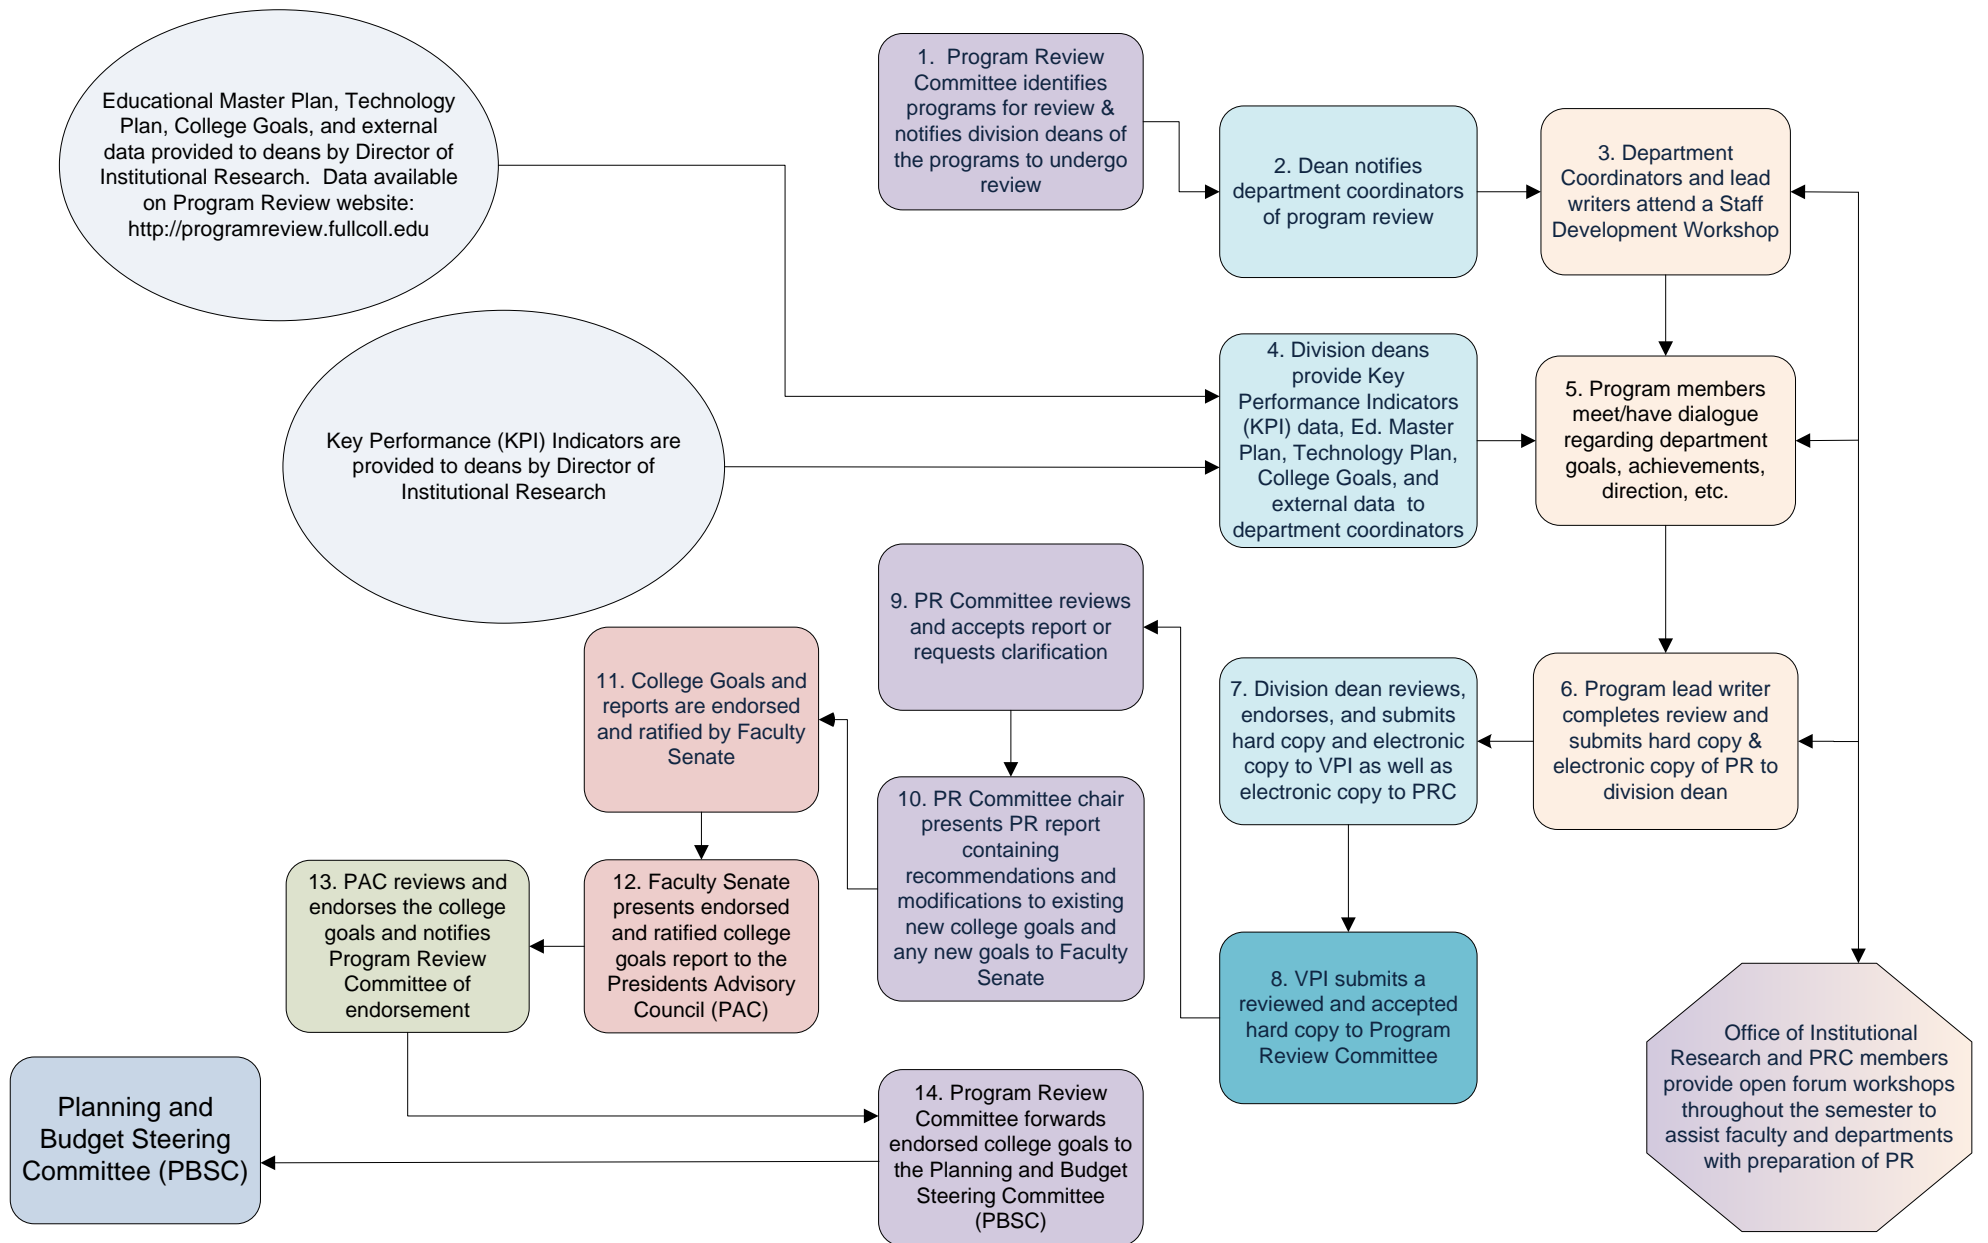 Educational Master Plan, Technology
Plan, College Goals, and external
data provided to deans by Director of
Institutional Research.  Data available
on Program Review website:
http://programreview.fullcoll.edu
1.  Program Review
Committee identifies
programs for review &
notifies division deans of
the programs to undergo
review
2. Dean notifies
department coordinators
of program review
3. Department
Coordinators and lead
writers attend a Staff
Development Workshop
Key Performance (KPI) Indicators are
provided to deans by Director of
Institutional Research
4. Division deans
provide Key
Performance Indicators
(KPI) data, Ed. Master
Plan, Technology Plan,
College Goals, and
external data  to
department coordinators
5. Program members
meet/have dialogue
regarding department
goals, achievements,
direction, etc.
6. Program lead writer
completes review and
submits hard copy &
electronic copy of PR to
division dean
7. Division dean reviews,
endorses, and submits
hard copy and electronic
copy to VPI as well as
electronic copy to PRC
8. VPI submits a
reviewed and accepted
hard copy to Program
Review Committee
9. PR Committee reviews
and accepts report or
requests clarification
10. PR Committee chair
presents PR report
containing
recommendations and
modifications to existing
new college goals and
any new goals to Faculty
Senate
11. College Goals and
reports are endorsed
and ratified by Faculty
Senate
12. Faculty Senate
presents endorsed
and ratified college
goals report to the
Presidents Advisory
Council (PAC)
13. PAC reviews and
endorses the college
goals and notifies
Program Review
Committee of
endorsement
14. Program Review
Committee forwards
endorsed college goals to
the Planning and Budget
Steering Committee
(PBSC)
Planning and
Budget Steering
Committee (PBSC)
Office of Institutional
Research and PRC members
provide open forum workshops
throughout the semester to
assist faculty and departments
with preparation of PR